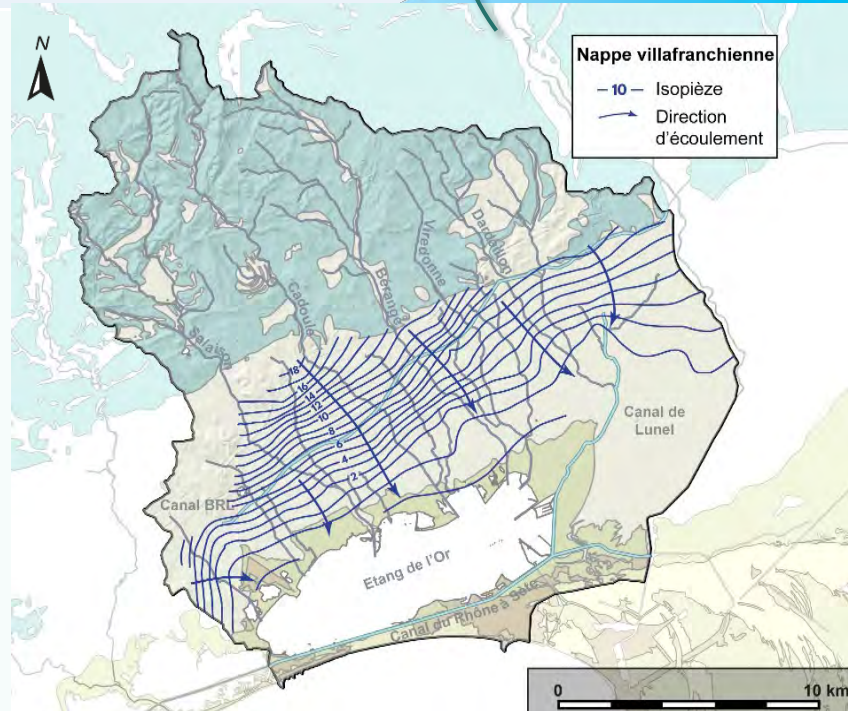 N
Nappe villafranchienne
10 Isopièze
Direction
d'écoulement
Viredonne
Dardaillon
Bérange
Cadoule
Salaison
18
16
14
12
10
8
6
4
2
Canal de
Lunel
Canal BRL
Etang de l'Or
Canal du Rhône à Sète
0 10 km